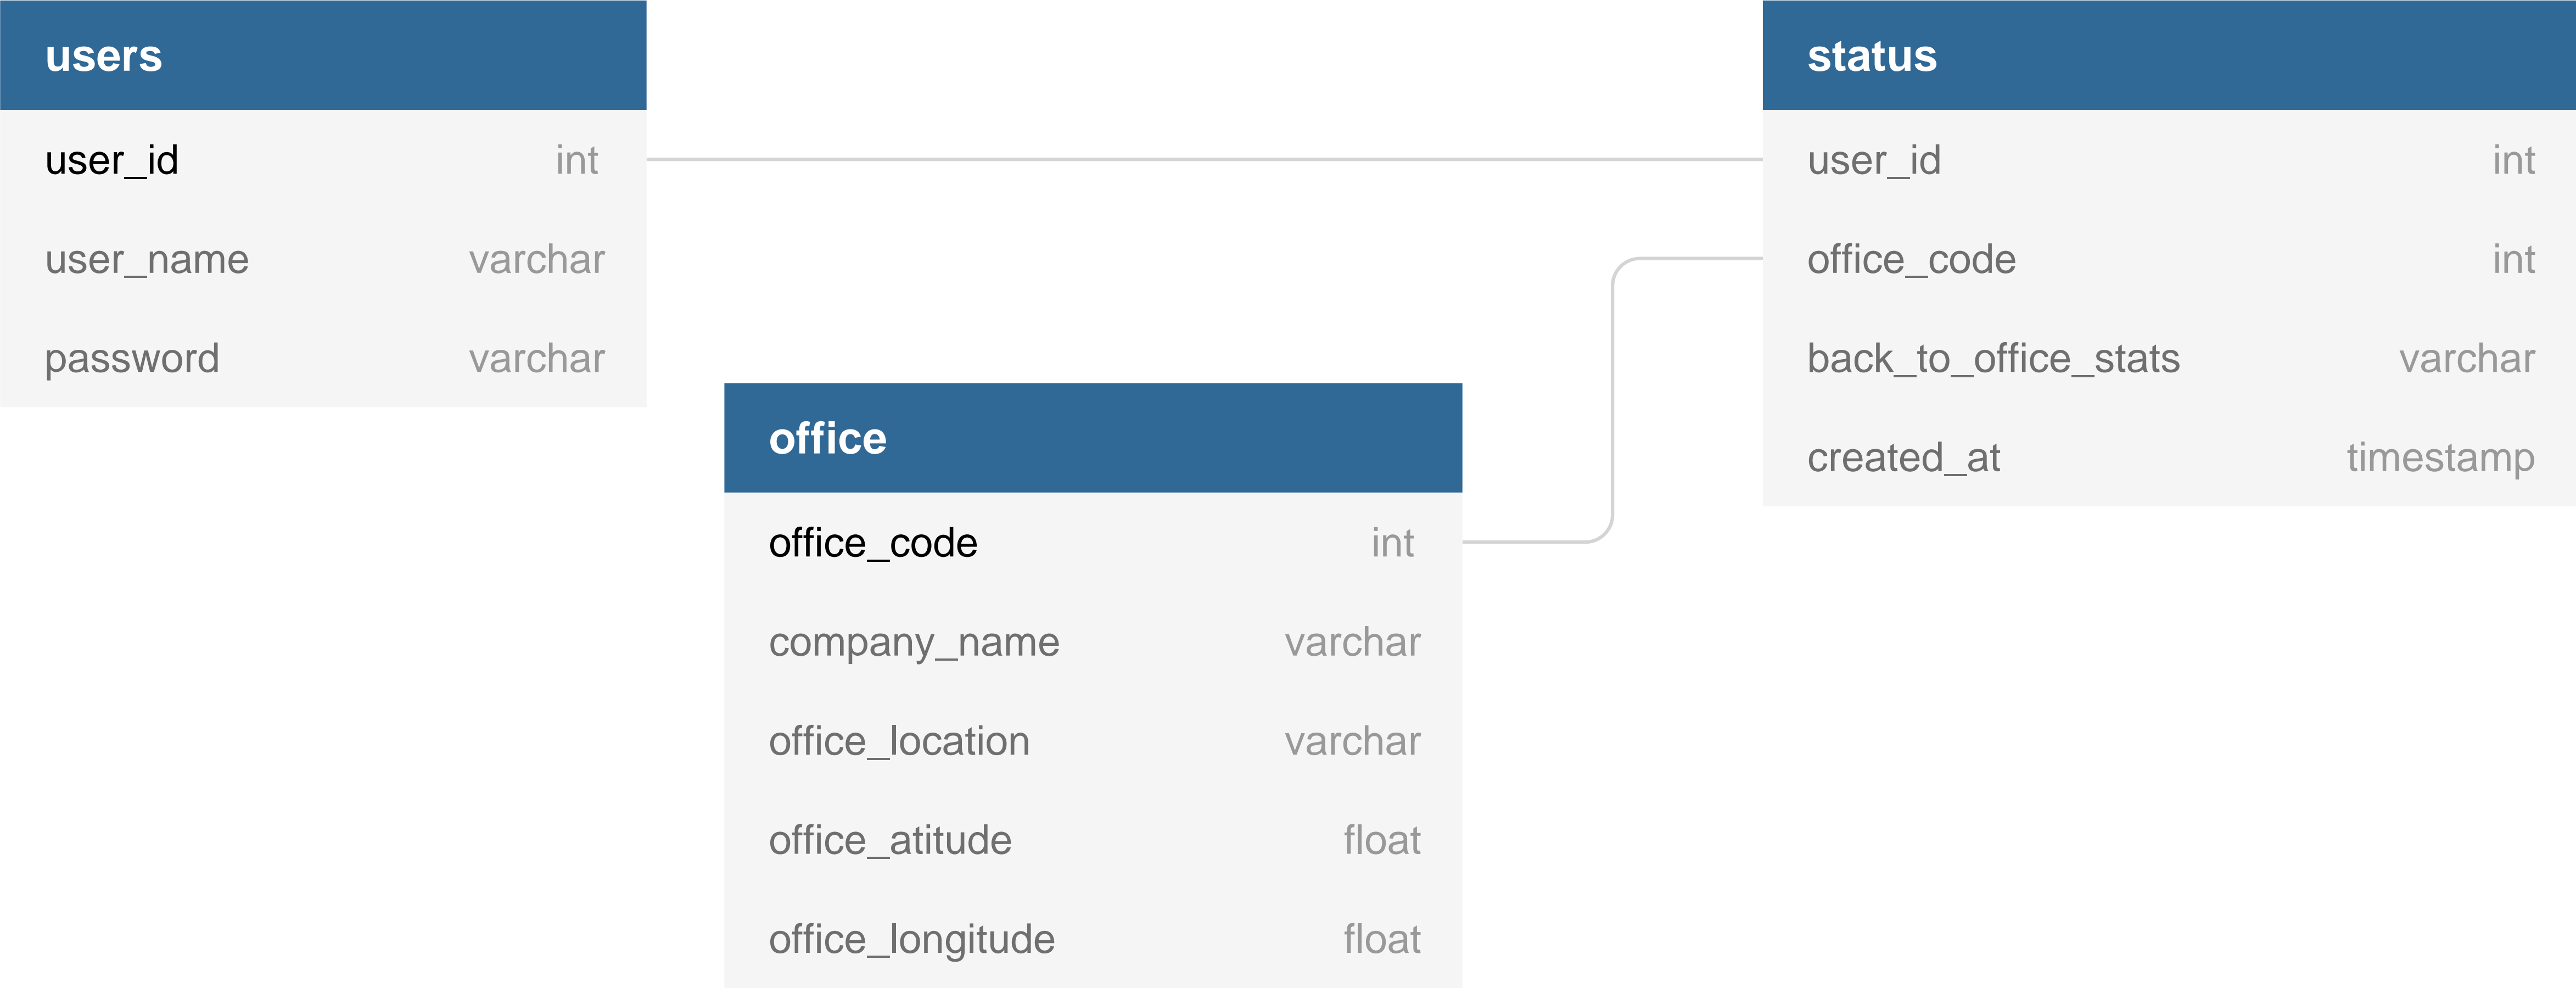 users
user_id int
user_name varchar
password varchar
office
office_code int
company_name varchar
office_location varchar
office_atitude float
office_longitude float
status
user_id int
office_code int
back_to_office_stats varchar
created_at timestamp